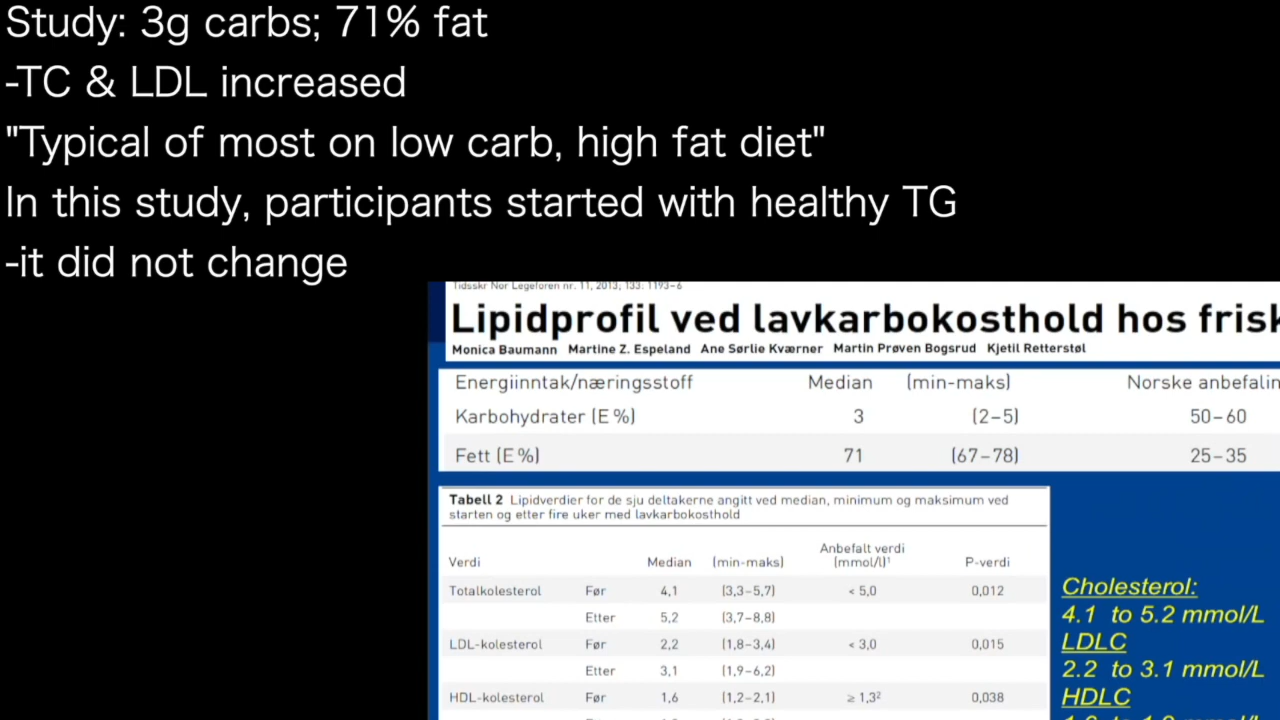 Study: 3g carbs; 71% fat
-TC & LDL increased
"Typical of most on low carb, high fat diet"
In this study, participants started with healthy TG
-it did not change
Tidsskr Nor Legeforen nr. 11, 2013; 133: 1193–6
Lipidprofil ved lavkarbokosthold hos frisk
Monica Baumann Martine Z. Espeland Ane Sørlie Kværner Martin Prøven Bogsrud Kjetil Retterstøl
Energiinntak/næringsstoff Median (min-maks) Norske anbefalin
Karbohydrater (E %) 3 (2–5) 50–60
Fett (E %) 71 (67–78) 25–35
Tabell 2 Lipidverdier for de sju deltakerne angitt ved median, minimum og maksimum ved
starten og etter fire uker med lavkarbokosthold
Anbefalt verdi
Verdi Median (min-maks) (mmol/l)¹ P-verdi
Totalkolesterol Før 4,1 (3,3–5,7) < 5,0 0,012
Etter 5,2 (3,7–8,8)
LDL-kolesterol Før 2,2 (1,8–3,4) < 3,0 0,015
Etter 3,1 (1,9–6,2)
HDL-kolesterol Før 1,6 (1,2–2,1) ≥ 1,3² 0,038
Cholesterol:
4.1 to 5.2 mmol/L
LDLC
2.2 to 3.1 mmol/L
HDLC